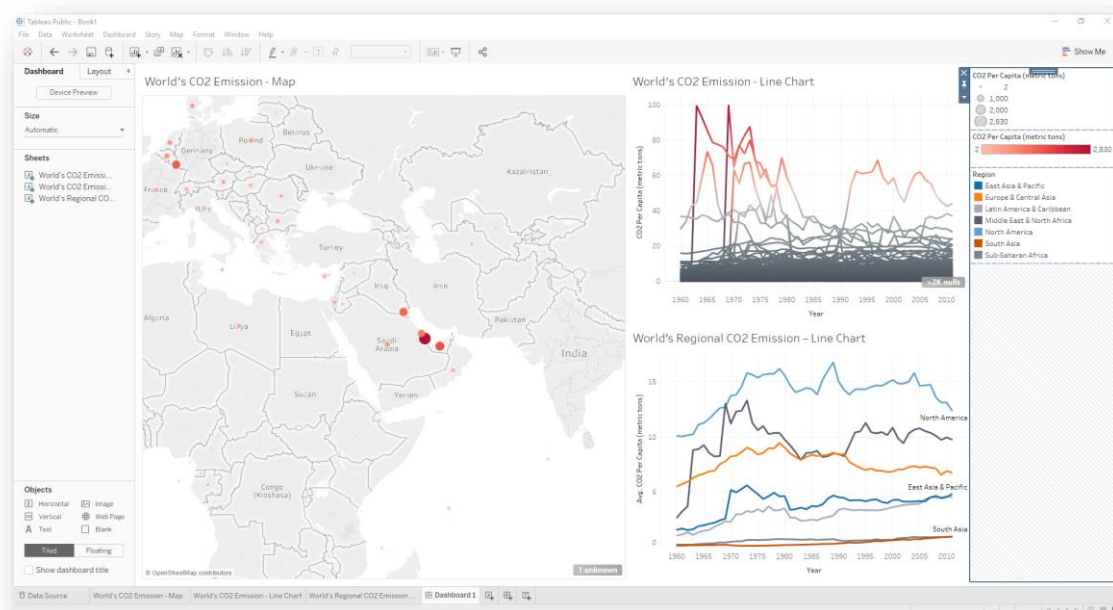 Tableau Public - Book1
File Data Worksheet Dashboard Story Map Format Window Help
Show Me
Dashboard Layout
Device Preview
Size
Automatic
Sheets
World's CO2 Emissi...
World's CO2 Emissi...
World's Regional CO...
Objects
Horizontal Image
Vertical Web Page
Text Blank
Tiled Floating
Show dashboard title
World's CO2 Emission - Map
Belarus
Poland
Germany
Ukraine
France
Kazakhstan
Italy
Turkey
Iraq
Iran
Algeria
Libya
Egypt
Pakistan
Saudi
Arabia
India
Sudan
Yemen
Congo
(Kinshasa)
© OpenStreetMap contributors
1 unknown
World's CO2 Emission - Line Chart
CO2 Per Capita (metric tons)
100
80
60
40
20
0
>2K nulls
1960 1965 1970 1975 1980 1985 1990 1995 2000 2005 2010
Year
World's Regional CO2 Emission – Line Chart
Avg. CO2 Per Capita (metric tons)
15
10
5
0
North America
East Asia & Pacific
South Asia
1960 1965 1970 1975 1980 1985 1990 1995 2000 2005 2010
Year
CO2 Per Capita (metric tons)
2
1,000
2,000
2,830
CO2 Per Capita (metric tons)
2 2,830
Region
East Asia & Pacific
Europe & Central Asia
Latin America & Caribbean
Middle East & North Africa
North America
South Asia
Sub-Saharan Africa
Data Source World's CO2 Emission - Map World's CO2 Emission - Line Chart World's Regional CO2 Emission ... Dashboard 1